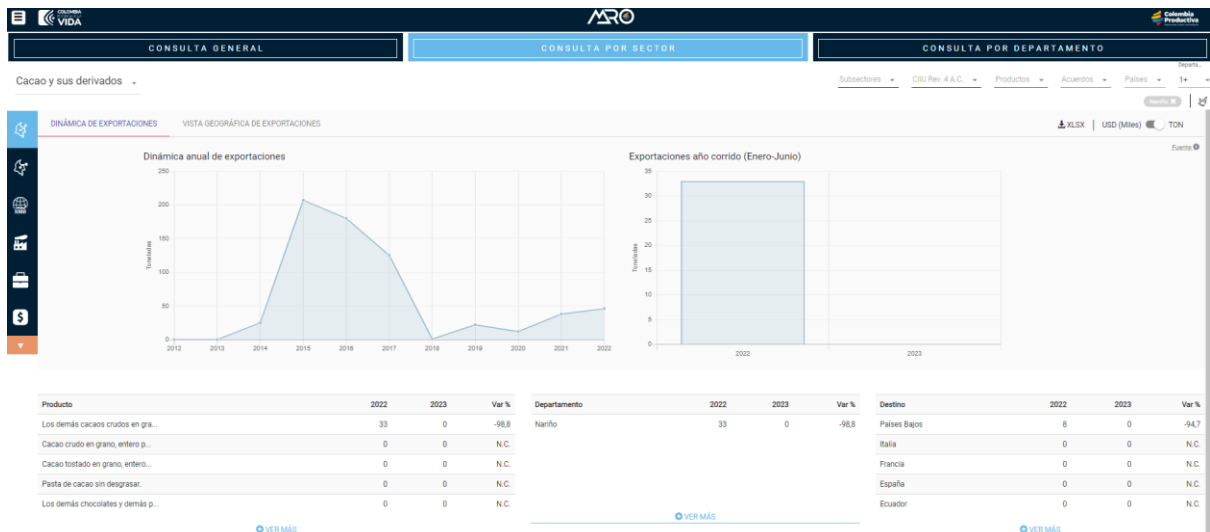 COLOMBIA
VIDA
MRO
Colombia
Productiva
CONSULTA GENERAL
CONSULTA POR SECTOR
CONSULTA POR DEPARTAMENTO
Cacao y sus derivados
Subsectores
CIIU Rev. 4 A.C.
Productos
Acuerdos
Países
Departa...
1+
Nariño
DINÁMICA DE EXPORTACIONES
VISTA GEOGRÁFICA DE EXPORTACIONES
XLSX | USD (Miles) TON
Fuente
Dinámica anual de exportaciones
250
200
150
100
50
0
Toneladas
2012 2013 2014 2015 2016 2017 2018 2019 2020 2021 2022
Exportaciones año corrido (Enero-Junio)
35
30
25
20
15
10
5
0
Toneladas
2022 2023
Producto 2022 2023 Var %
Los demás cacaos crudos en gra... 33 0 -98,8
Cacao crudo en grano, entero p... 0 0 N.C.
Cacao tostado en grano, entero... 0 0 N.C.
Pasta de cacao sin desgrasar. 0 0 N.C.
Los demás chocolates y demás p... 0 0 N.C.
VER MÁS
Departamento 2022 2023 Var %
Nariño 33 0 -98,8
VER MÁS
Destino 2022 2023 Var %
Países Bajos 8 0 -94,7
Italia 0 0 N.C.
Francia 0 0 N.C.
España 0 0 N.C.
Ecuador 0 0 N.C.
VER MÁS